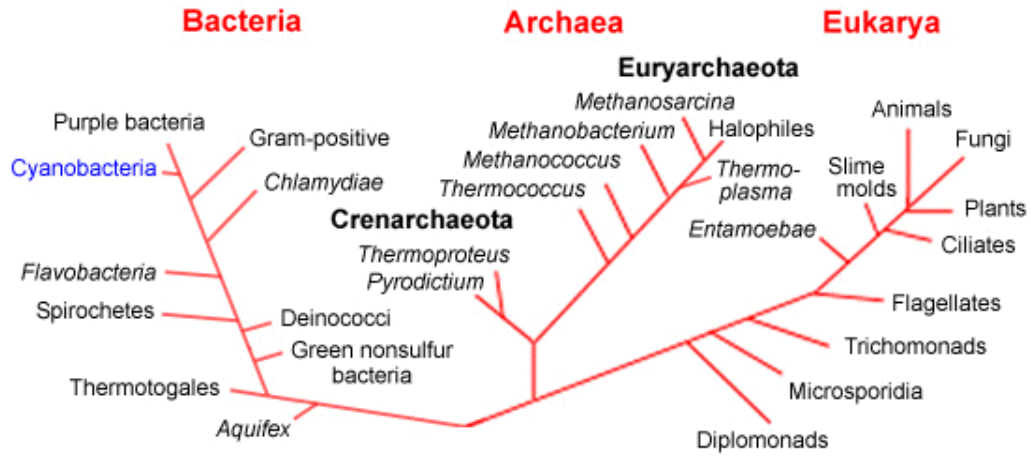 Bacteria
Archaea
Eukarya
Euryarchaeota
Methanosarcina
Methanobacterium
Halophiles
Methanococcus
Thermo-
plasma
Thermococcus
Crenarchaeota
Thermoproteus
Pyrodictium
Purple bacteria
Cyanobacteria
Gram-positive
Chlamydiae
Flavobacteria
Spirochetes
Deinococci
Green nonsulfur
bacteria
Thermotogales
Aquifex
Animals
Fungi
Slime
molds
Plants
Entamoebae
Ciliates
Flagellates
Trichomonads
Microsporidia
Diplomonads